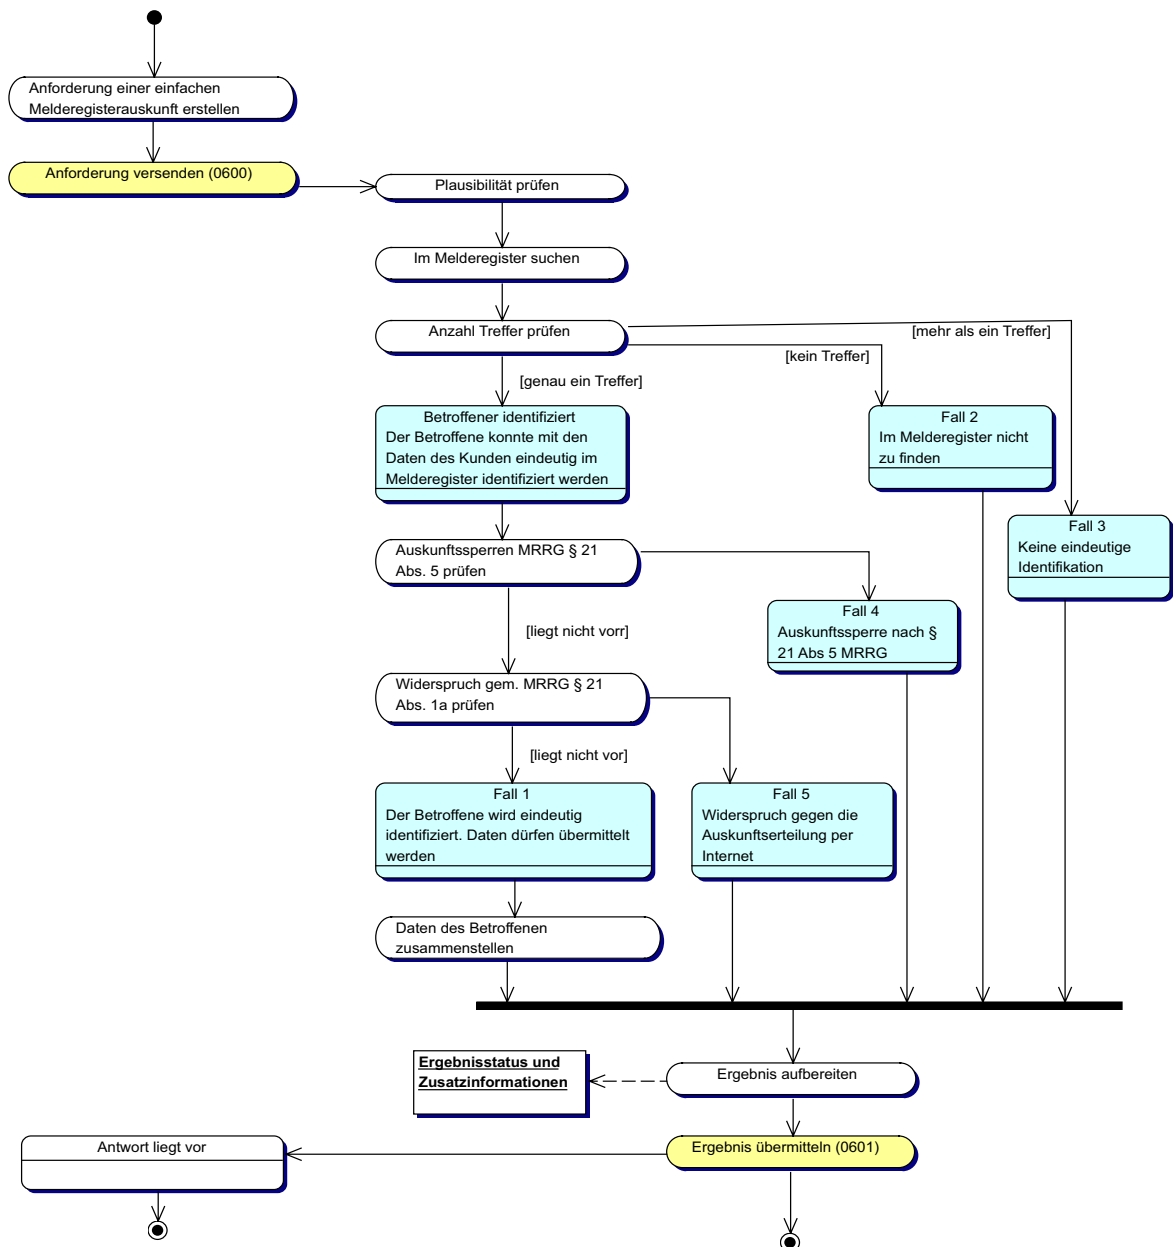 Anforderung einer einfachen
Melderegisterauskunft erstellen
Anforderung versenden (0600)
Plausibilität prüfen
Im Melderegister suchen
Anzahl Treffer prüfen
[mehr als ein Treffer]
[kein Treffer]
[genau ein Treffer]
Betroffener identifiziert
Der Betroffene konnte mit den
Daten des Kunden eindeutig im
Melderegister identifiziert werden
Fall 2
Im Melderegister nicht
zu finden
Fall 3
Keine eindeutige
Identifikation
Auskunftssperren MRRG § 21
Abs. 5 prüfen
Fall 4
Auskunftssperre nach §
21 Abs 5 MRRG
[liegt nicht vorr]
Widerspruch gem. MRRG § 21
Abs. 1a prüfen
[liegt nicht vor]
Fall 1
Der Betroffene wird eindeutig
identifiziert. Daten dürfen übermittelt
werden
Fall 5
Widerspruch gegen die
Auskunftserteilung per
Internet
Daten des Betroffenen
zusammenstellen
Ergebnisstatus und
Zusatzinformationen
Ergebnis aufbereiten
Antwort liegt vor
Ergebnis übermitteln (0601)